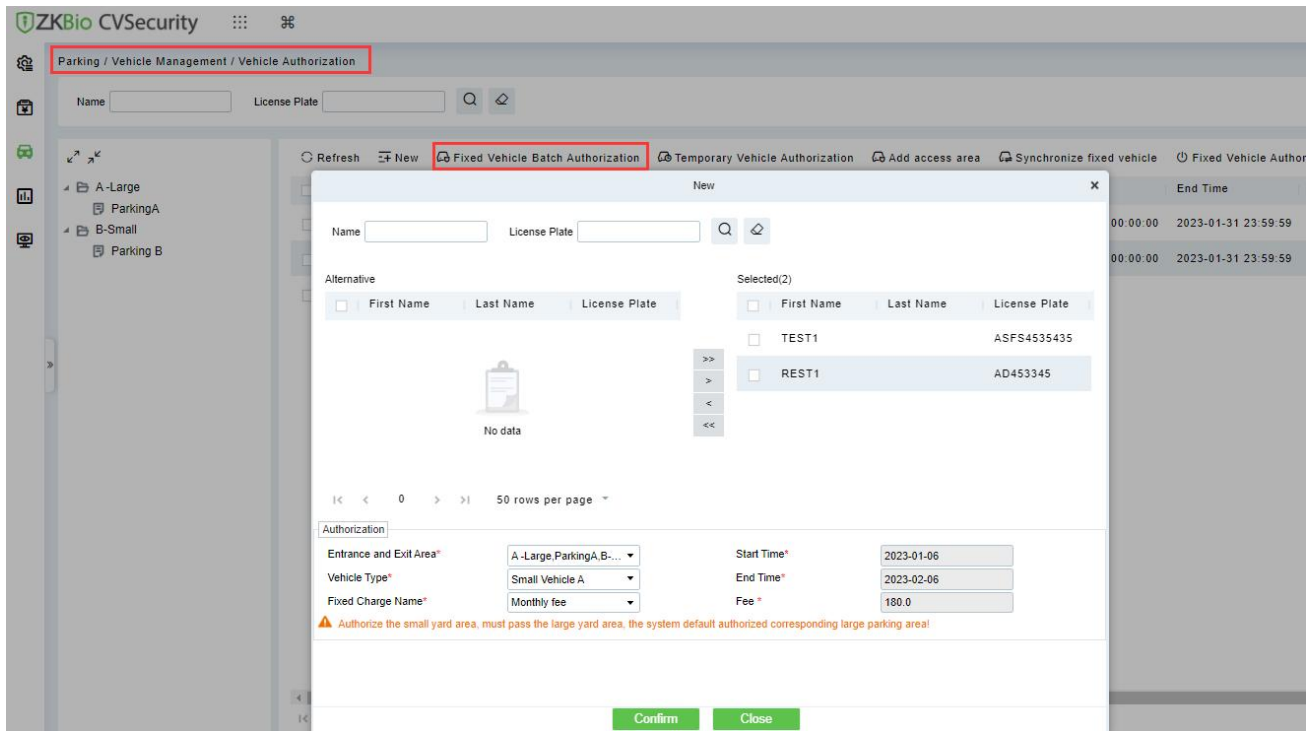 ZKBio CVSecurity
Parking / Vehicle Management / Vehicle Authorization
Name License Plate
Refresh New Fixed Vehicle Batch Authorization Temporary Vehicle Authorization Add access area Synchronize fixed vehicle Fixed Vehicle Author
A -Large
ParkingA
B-Small
Parking B
New x
End Time
00:00:00 2023-01-31 23:59:59
00:00:00 2023-01-31 23:59:59
Name License Plate
Alternative Selected(2)
First Name Last Name License Plate First Name Last Name License Plate
TEST1 ASFS4535435
REST1 AD453345
>>
>
<
<<
No data
|< < 0 > >| 50 rows per page
Authorization
Entrance and Exit Area* A -Large,ParkingA,B-... Start Time* 2023-01-06
Vehicle Type* Small Vehicle A End Time* 2023-02-06
Fixed Charge Name* Monthly fee Fee * 180.0
Authorize the small yard area, must pass the large yard area, the system default authorized corresponding large parking area!
Confirm Close